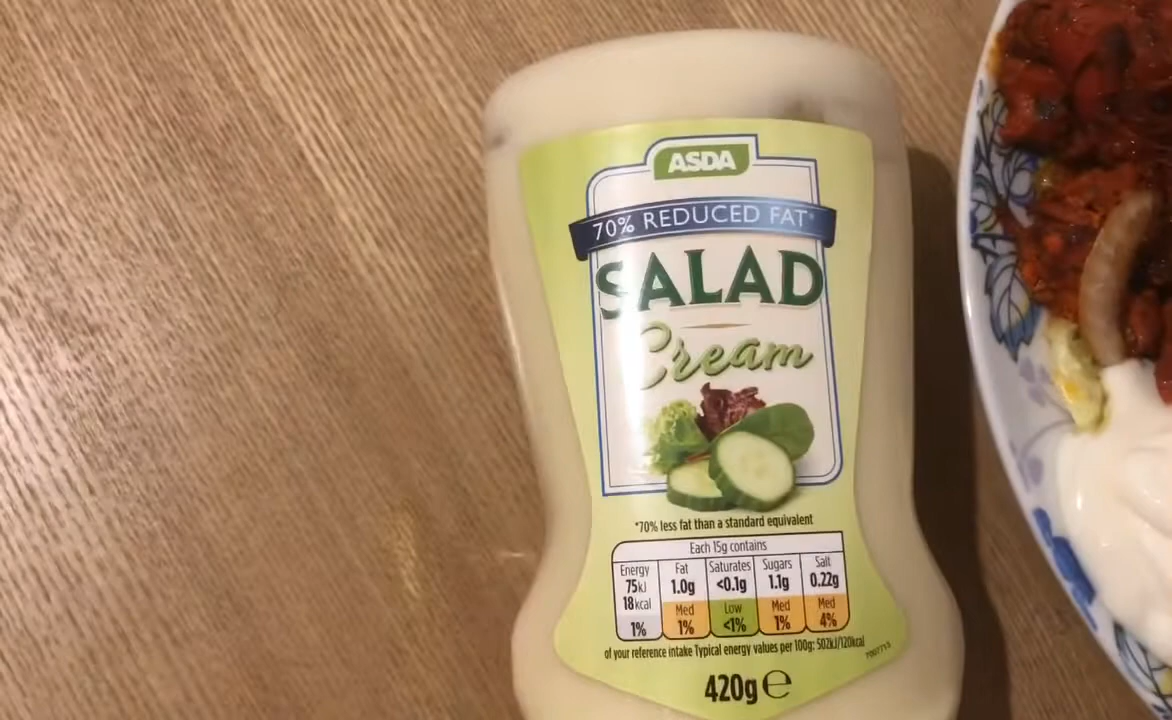 ASDA
70% REDUCED FAT*
SALAD
Cream
*70% less fat than a standard equivalent
Each 15g contains
Energy Fat Saturates Sugars Salt
75kJ 1.0g <0.1g 1.1g 0.22g
18kcal Med Low Med Med
1% 1% <1% 1% 4%
of your reference intake Typical energy values per 100g: 502kJ/120kcal
420g e